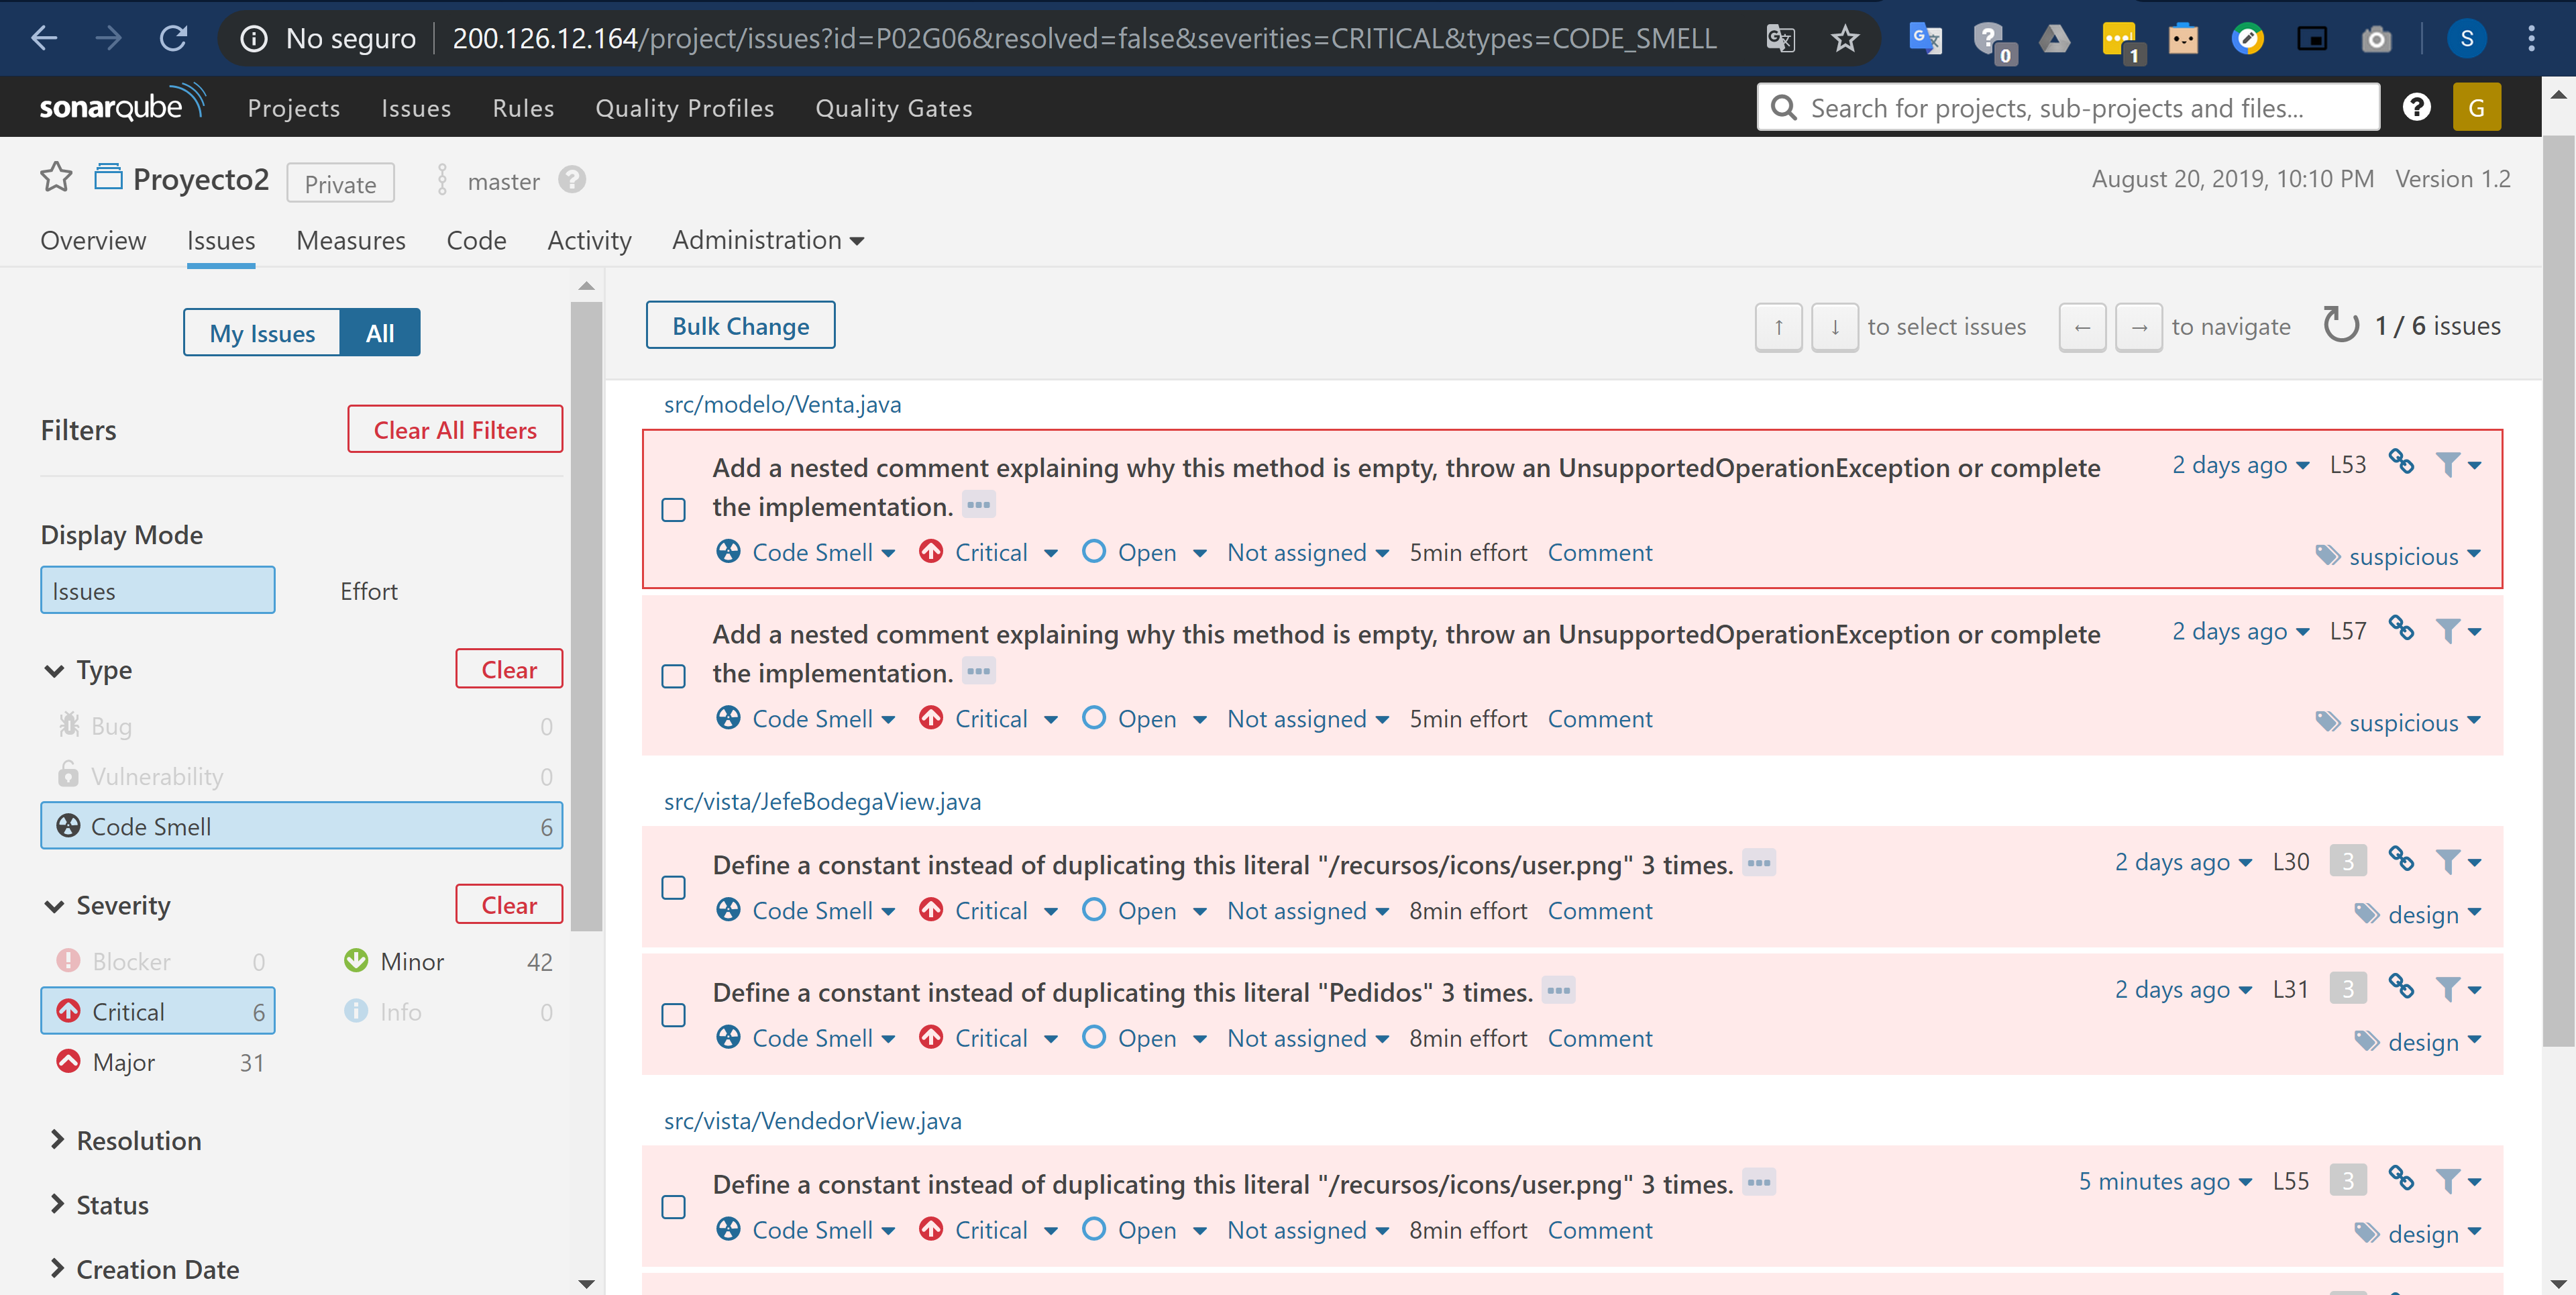 No seguro 200.126.12.164/project/issues?id=P02G06&resolved=false&severities=CRITICAL&types=CODE_SMELL 0 1 S
sonarqube Projects Issues Rules Quality Profiles Quality Gates Search for projects, sub-projects and files... ? G
Proyecto2 Private master ? August 20, 2019, 10:10 PM Version 1.2
Overview Issues Measures Code Activity Administration
My Issues All
Filters Clear All Filters
Display Mode
Issues Effort
Type Clear
Bug 0
Vulnerability 0
Code Smell 6
Severity Clear
Blocker 0 Minor 42
Critical 6 Info 0
Major 31
Resolution
Status
Creation Date
Bulk Change ↑ ↓ to select issues ← → to navigate 1 / 6 issues
src/modelo/Venta.java
Add a nested comment explaining why this method is empty, throw an UnsupportedOperationException or complete 2 days ago L53
the implementation. ...
Code Smell Critical Open Not assigned 5min effort Comment suspicious
Add a nested comment explaining why this method is empty, throw an UnsupportedOperationException or complete 2 days ago L57
the implementation. ...
Code Smell Critical Open Not assigned 5min effort Comment suspicious
src/vista/JefeBodegaView.java
Define a constant instead of duplicating this literal "/recursos/icons/user.png" 3 times. ... 2 days ago L30 3
Code Smell Critical Open Not assigned 8min effort Comment design
Define a constant instead of duplicating this literal "Pedidos" 3 times. ... 2 days ago L31 3
Code Smell Critical Open Not assigned 8min effort Comment design
src/vista/VendedorView.java
Define a constant instead of duplicating this literal "/recursos/icons/user.png" 3 times. ... 5 minutes ago L55 3
Code Smell Critical Open Not assigned 8min effort Comment design